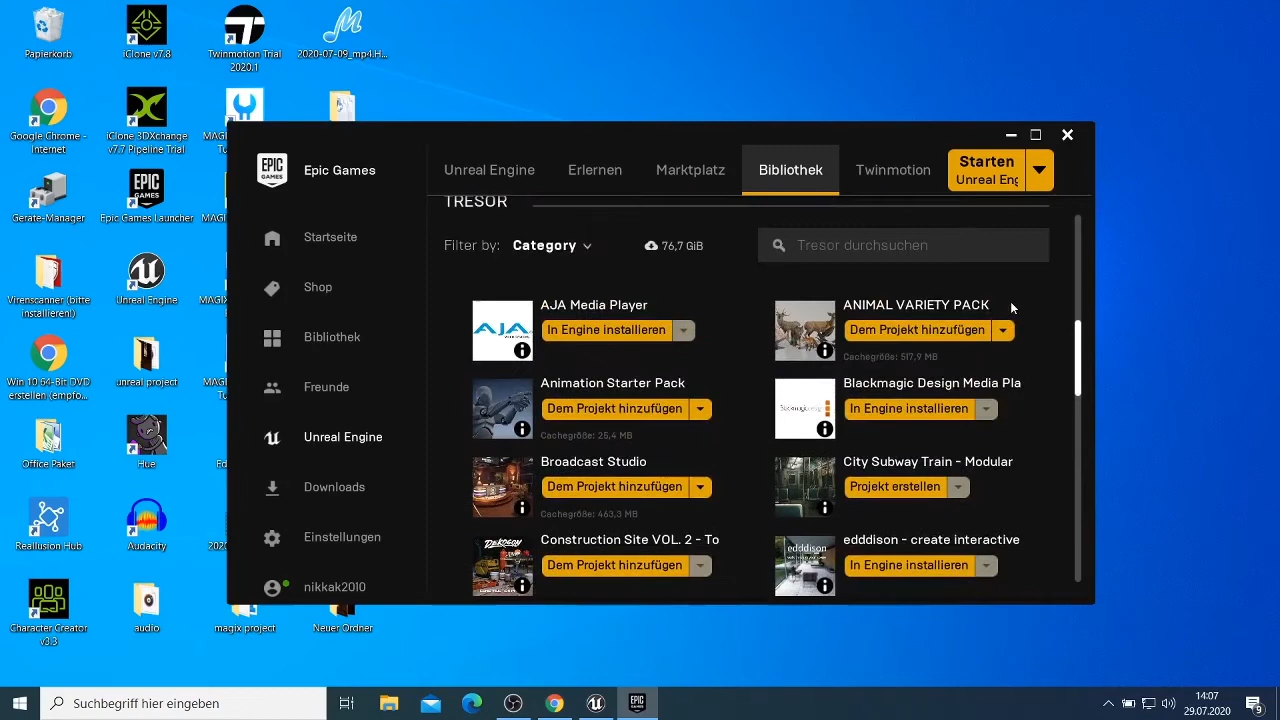 Papierkorb
iClone v7.8
Twinmotion Trial
2020.1
2020-07-09_mp4.H...
Google Chrome -
Internet
iClone 3DXchange
v7.7 Pipeline Trial
Geräte-Manager
Epic Games Launcher
Virenscanner (bitte
installieren!)
Unreal Engine
Win 10 64-Bit DVD
erstellen (empfo...
unreal project
Office Paket
Hue
Reallusion Hub
Audacity
Character Creator
v3.3
audio
magix project
Neuer Ordner
EPIC
GAMES
Epic Games
Unreal Engine
Erlernen
Marktplatz
Bibliothek
Twinmotion
Starten
Unreal Eng
Startseite
Shop
Bibliothek
Freunde
Unreal Engine
Downloads
Einstellungen
nikkak2010
TRESOR
Filter by: Category
76,7 GiB
Tresor durchsuchen
AJA Media Player
In Engine installieren
ANIMAL VARIETY PACK
Dem Projekt hinzufügen
Cachegröße: 517,9 MB
Animation Starter Pack
Dem Projekt hinzufügen
Cachegröße: 25,4 MB
Blackmagic Design Media Pla
In Engine installieren
Broadcast Studio
Dem Projekt hinzufügen
Cachegröße: 463,3 MB
City Subway Train - Modular
Projekt erstellen
Construction Site VOL. 2 - To
Dem Projekt hinzufügen
edddison - create interactive
In Engine installieren
Suchbegriff hier eingeben
14:07
29.07.2020